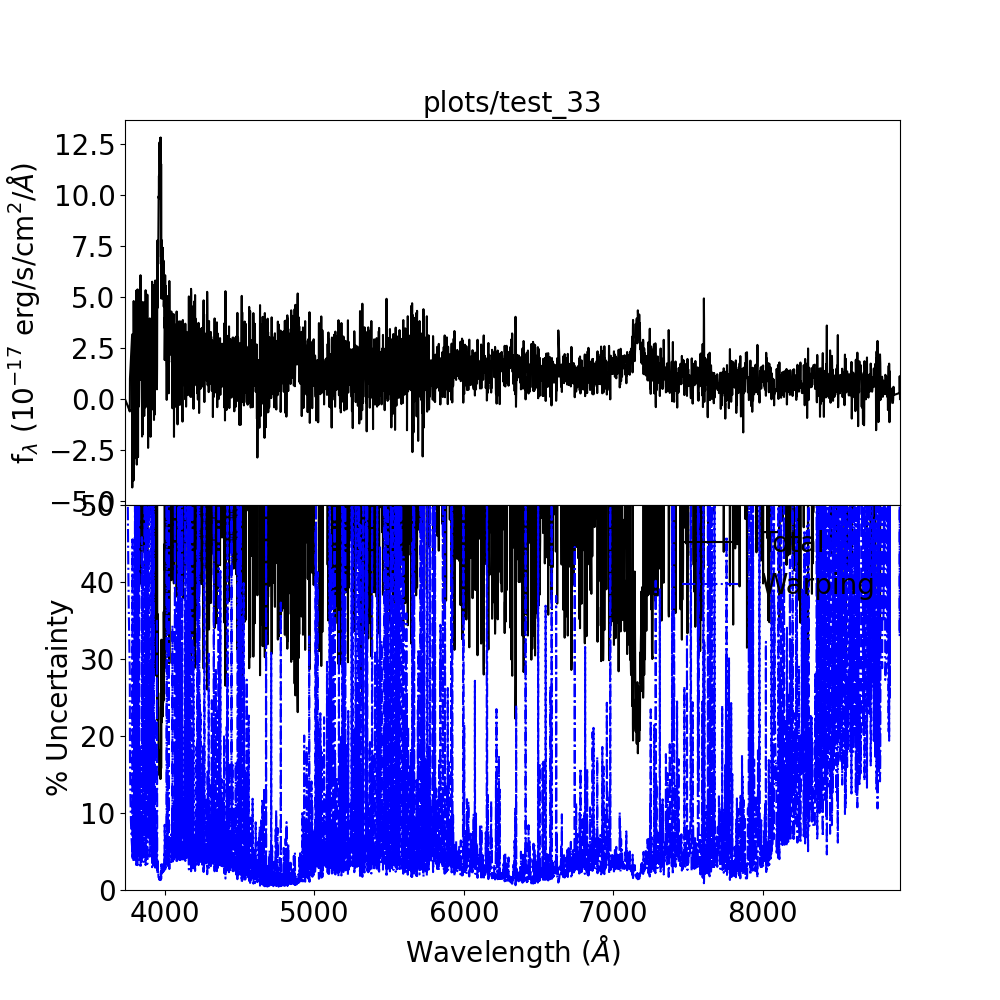 plots/test_33
12.5
10.0
7.5
5.0
2.5
0.0
−2.5
−5.0
f_λ (10^−17 erg/s/cm^2/Å)
50
40
30
20
10
0
% Uncertainty
Total
Warping
4000 5000 6000 7000 8000
Wavelength (Å)